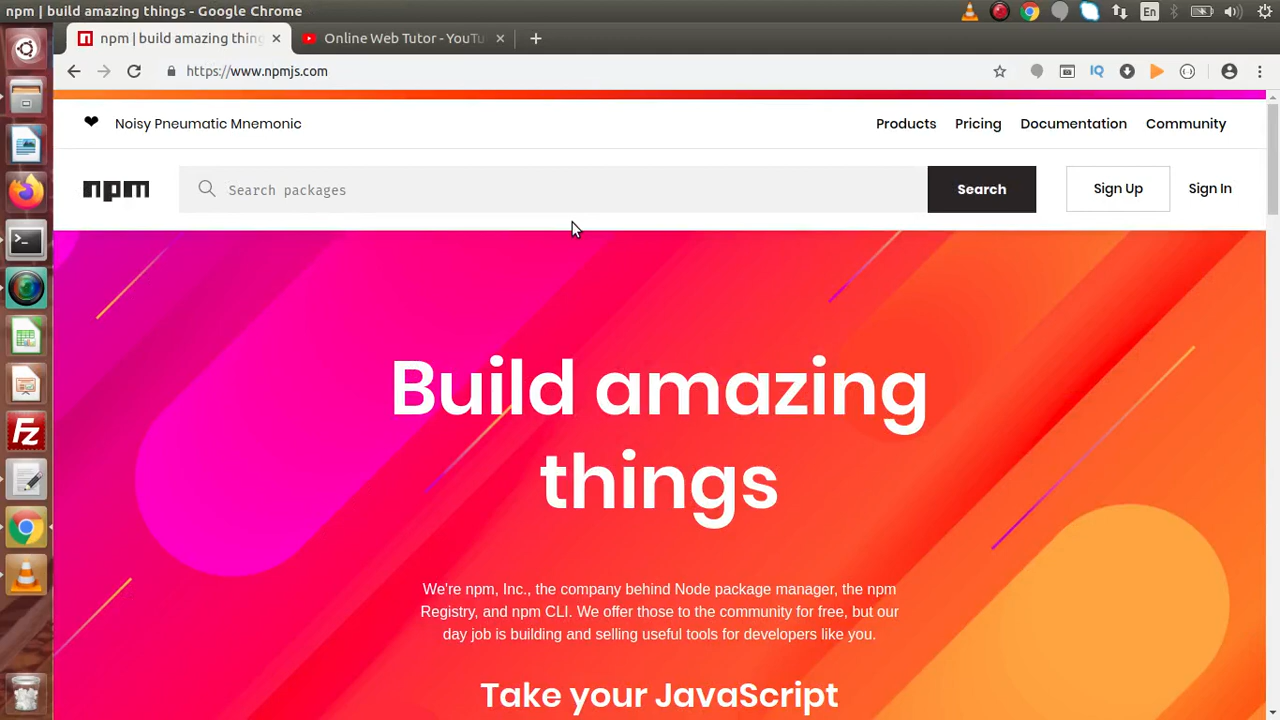 npm | build amazing things - Google Chrome
En
npm | build amazing thing
Online Web Tutor - YouTu
https://www.npmjs.com
IQ
❤ Noisy Pneumatic Mnemonic
Products Pricing Documentation Community
npm
Search packages
Search
Sign Up
Sign In
Build amazing
things
We're npm, Inc., the company behind Node package manager, the npm
Registry, and npm CLI. We offer those to the community for free, but our
day job is building and selling useful tools for developers like you.
Take your JavaScript
Fz